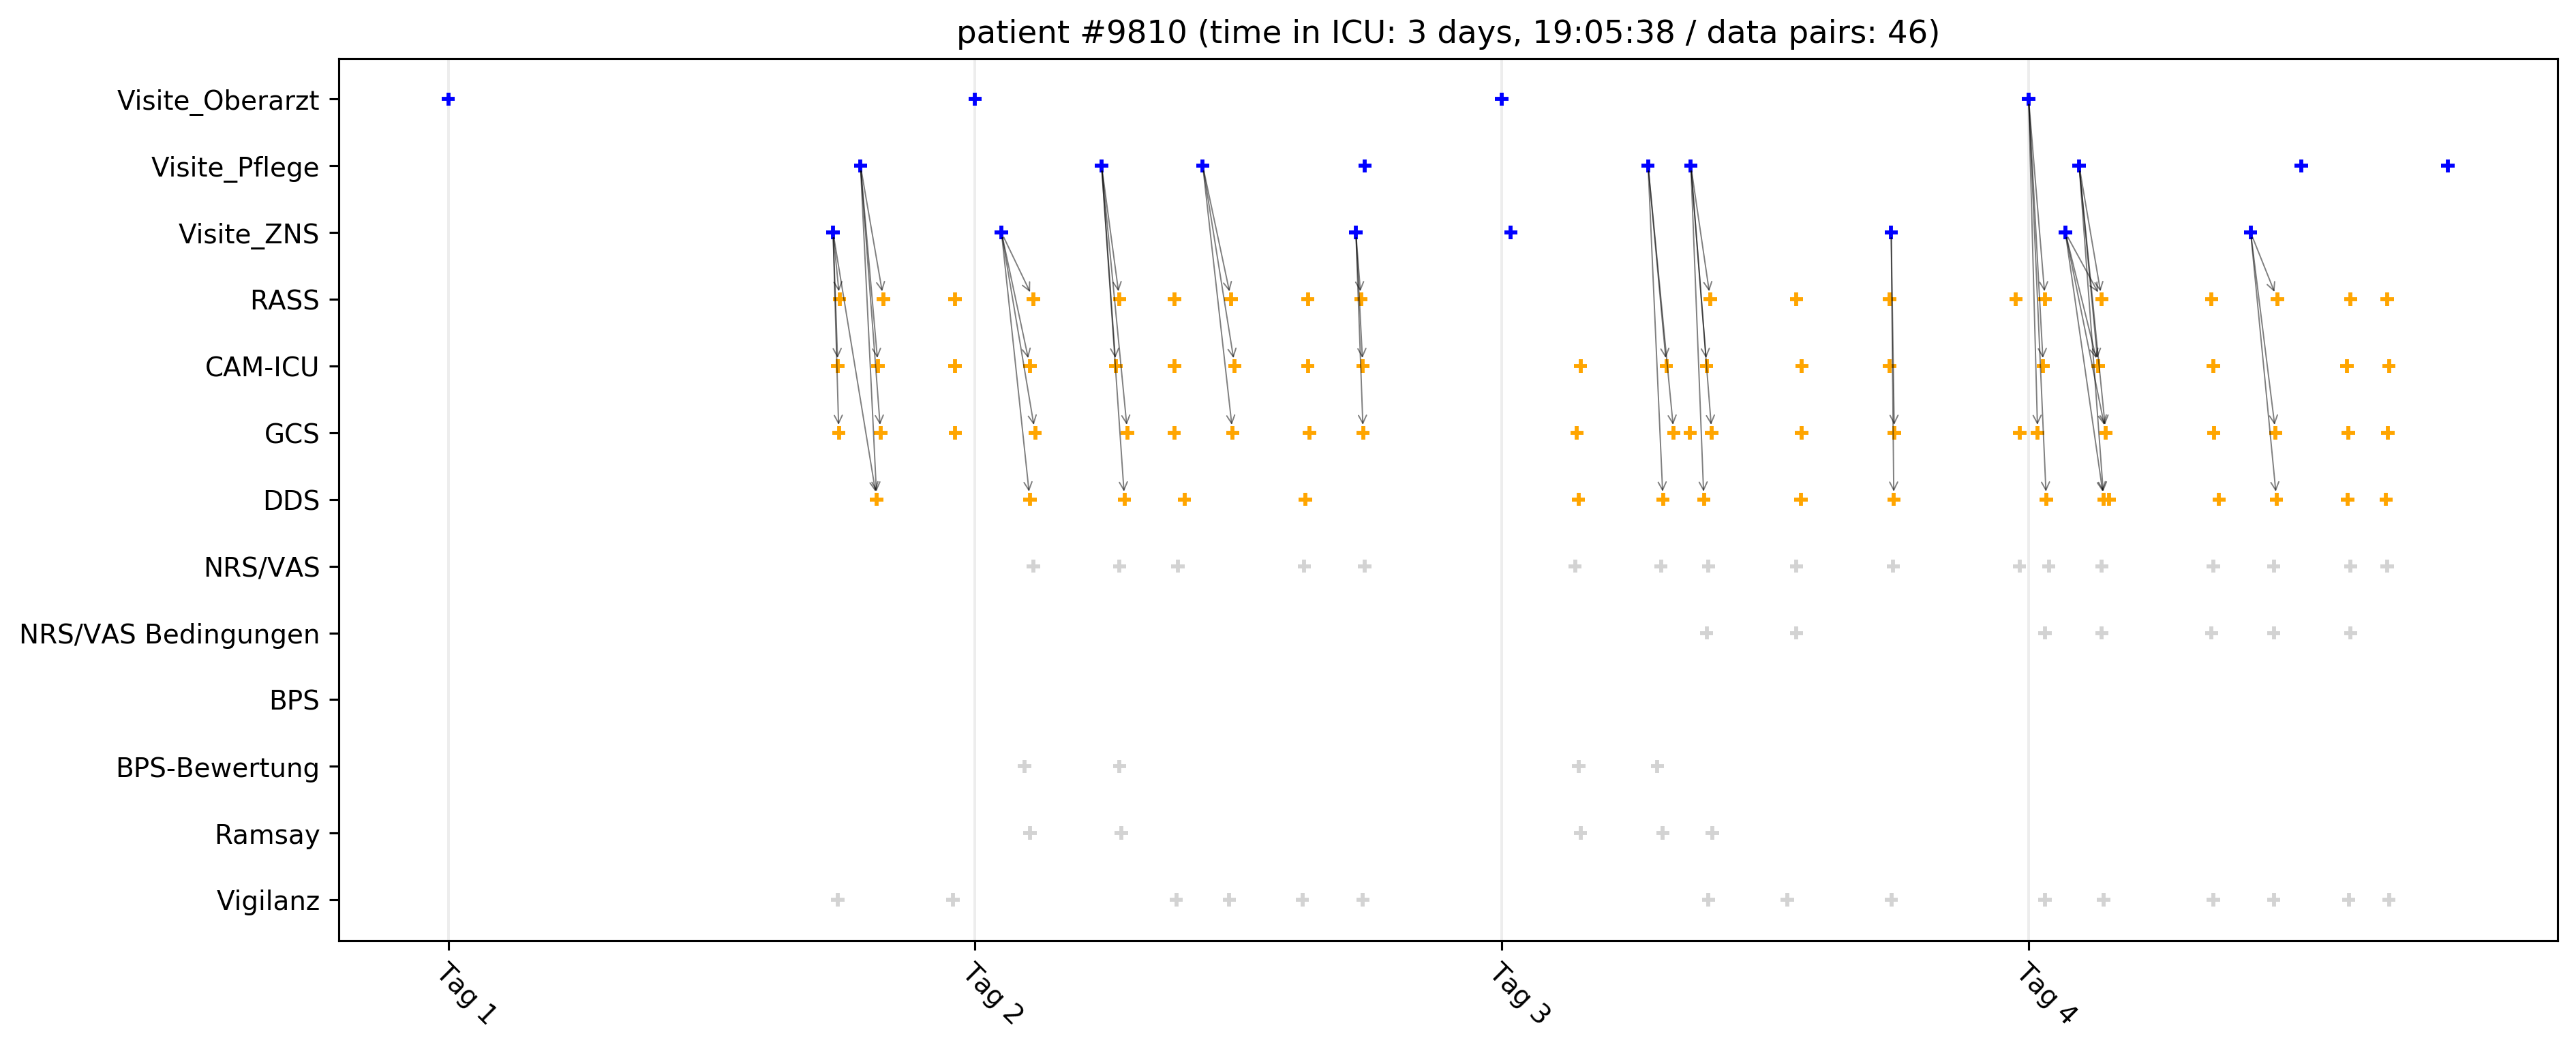 patient #9810 (time in ICU: 3 days, 19:05:38 / data pairs: 46)
Visite_Oberarzt
Visite_Pflege
Visite_ZNS
RASS
CAM-ICU
GCS
DDS
NRS/VAS
NRS/VAS Bedingungen
BPS
BPS-Bewertung
Ramsay
Vigilanz
Tag 1
Tag 2
Tag 3
Tag 4